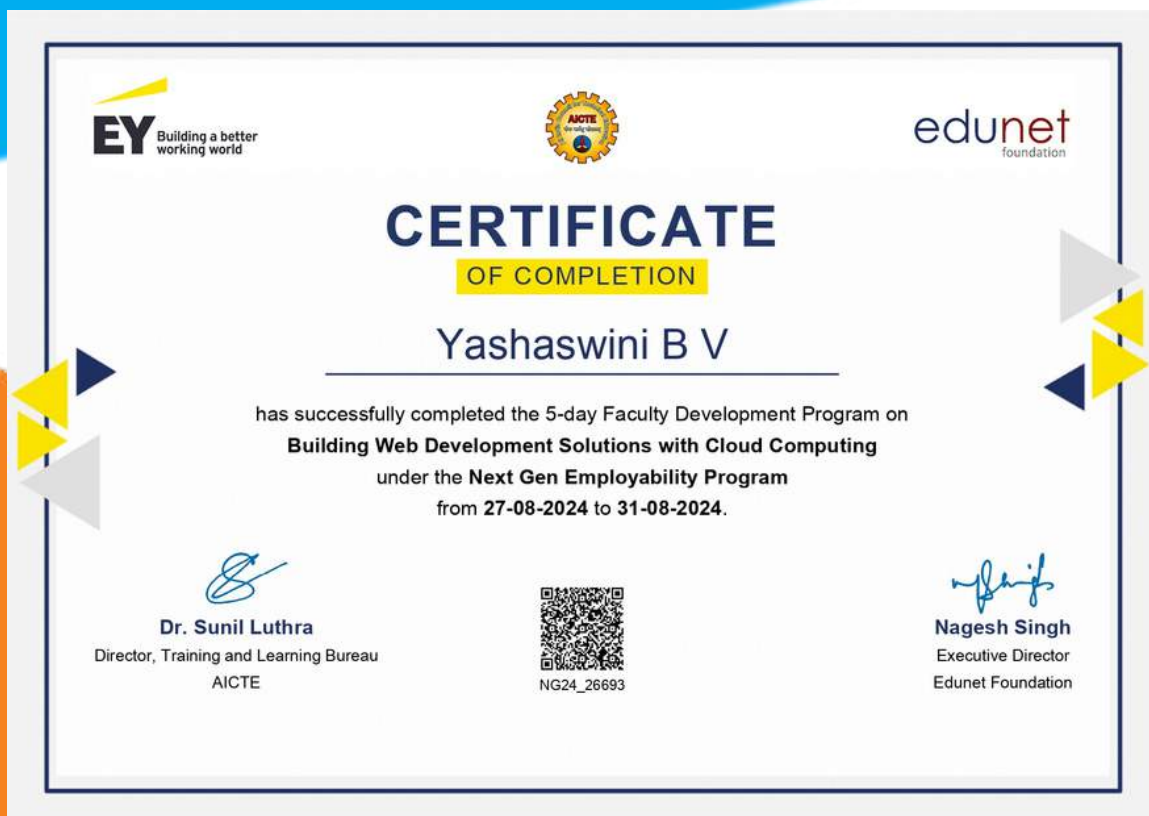 EY Building a better
working world
AICTE
edunet
foundation
CERTIFICATE
OF COMPLETION
Yashaswini B V
has successfully completed the 5-day Faculty Development Program on
Building Web Development Solutions with Cloud Computing
under the Next Gen Employability Program
from 27-08-2024 to 31-08-2024.
Dr. Sunil Luthra
Director, Training and Learning Bureau
AICTE
NG24_26693
Nagesh Singh
Executive Director
Edunet Foundation